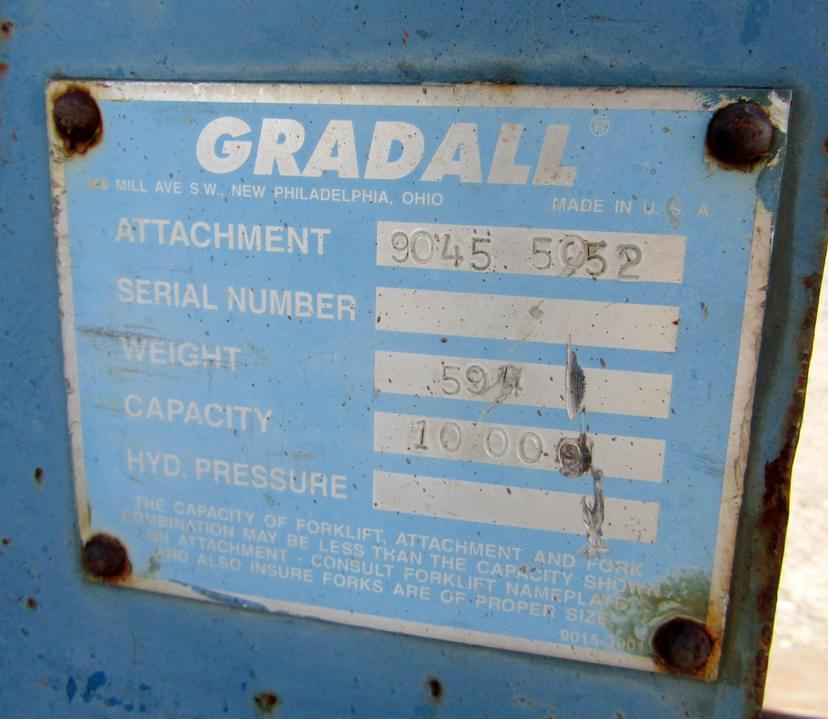 GRADALL®
MILL AVE S.W., NEW PHILADELPHIA, OHIO MADE IN U.S.A.
ATTACHMENT 9045 5052
SERIAL NUMBER
WEIGHT
CAPACITY 10 000
HYD. PRESSURE
THE CAPACITY OF FORKLIFT, ATTACHMENT AND FORK
COMBINATION MAY BE LESS THAN THE CAPACITY SHOWN
ON ATTACHMENT. CONSULT FORKLIFT NAMEPLATE
AND ALSO INSURE FORKS ARE OF PROPER SIZE